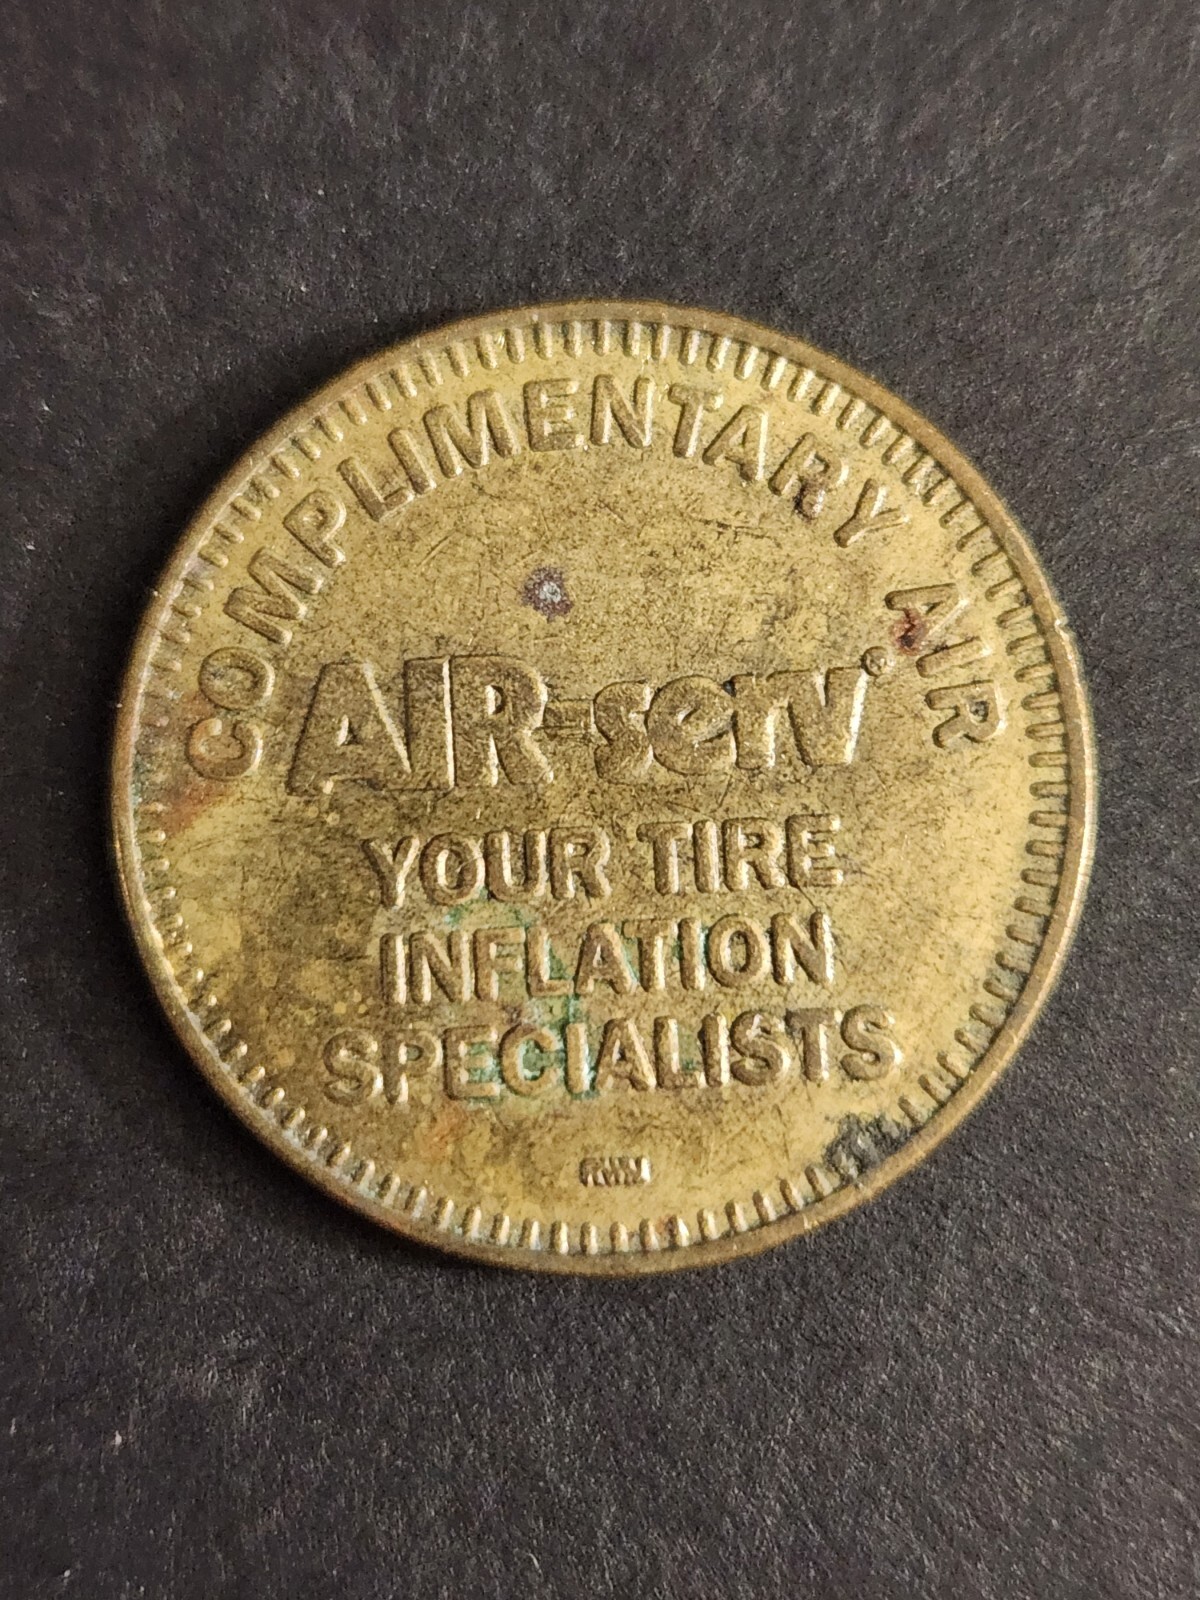 COMPLIMENTARY AIR
AIR-serv®
YOUR TIRE
INFLATION
SPECIALISTS